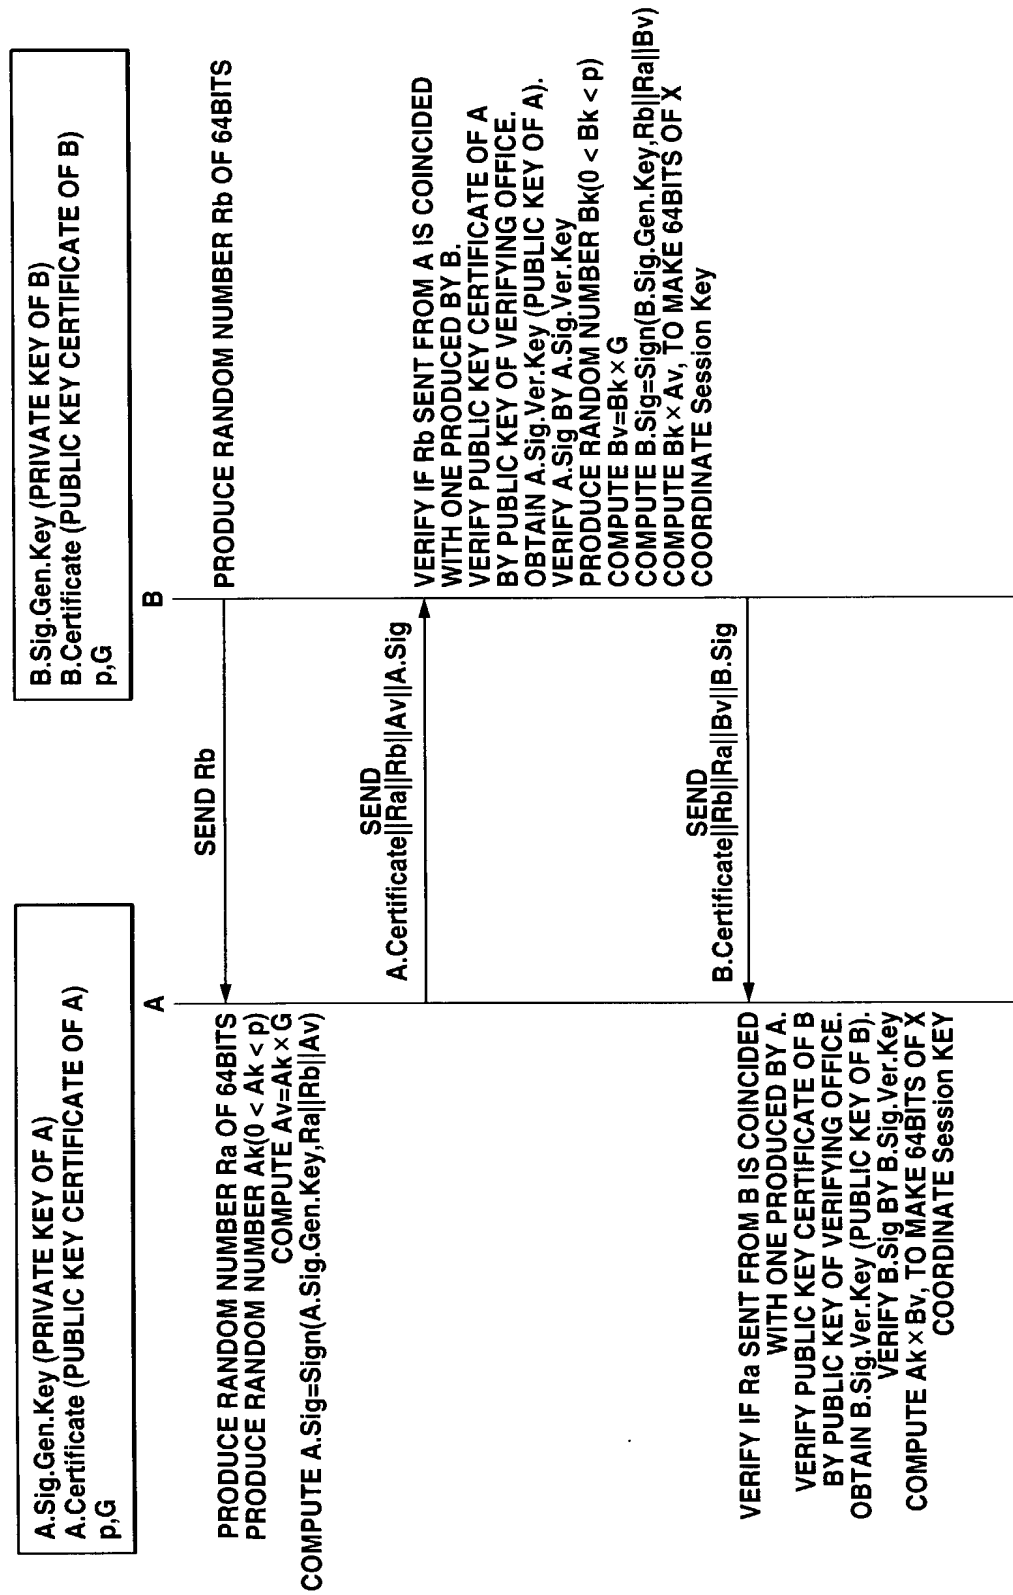 A.Sig.Gen.Key (PRIVATE KEY OF A)
A.Certificate (PUBLIC KEY CERTIFICATE OF A)
p,G
B.Sig.Gen.Key (PRIVATE KEY OF B)
B.Certificate (PUBLIC KEY CERTIFICATE OF B)
p,G
A
B
PRODUCE RANDOM NUMBER Rb OF 64BITS
SEND Rb
PRODUCE RANDOM NUMBER Ra OF 64BITS
PRODUCE RANDOM NUMBER Ak(0 < Ak < p)
COMPUTE Av=Ak × G
COMPUTE A.Sig=Sign(A.Sig.Gen.Key,Ra||Rb||Av)
SEND
A.Certificate||Ra||Rb||Av||A.Sig
VERIFY IF Rb SENT FROM A IS COINCIDED
WITH ONE PRODUCED BY B.
VERIFY PUBLIC KEY CERTIFICATE OF A
BY PUBLIC KEY OF VERIFYING OFFICE.
OBTAIN A.Sig.Ver.Key (PUBLIC KEY OF A).
VERIFY A.Sig BY A.Sig.Ver.Key
PRODUCE RANDOM NUMBER Bk(0 < Bk < p)
COMPUTE Bv=Bk × G
COMPUTE B.Sig=Sign(B.Sig.Gen.Key,Rb||Ra||Bv)
COMPUTE Bk × Av, TO MAKE 64BITS OF X
COORDINATE Session Key
SEND
B.Certificate||Rb||Ra||Bv||B.Sig
VERIFY IF Ra SENT FROM B IS COINCIDED
WITH ONE PRODUCED BY A.
VERIFY PUBLIC KEY CERTIFICATE OF B
BY PUBLIC KEY OF VERIFYING OFFICE.
OBTAIN B.Sig.Ver.Key (PUBLIC KEY OF B).
VERIFY B.Sig BY B.Sig.Ver.Key
COMPUTE Ak × Bv, TO MAKE 64BITS OF X
COORDINATE Session KEY